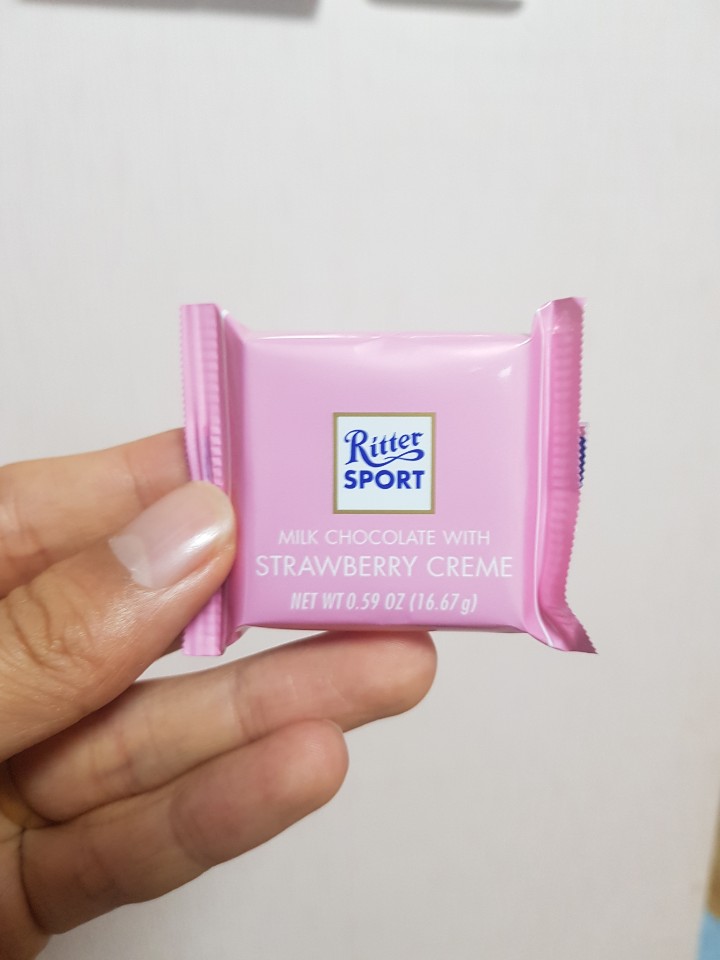 Ritter
SPORT
MILK CHOCOLATE WITH
STRAWBERRY CREME
NET WT 0.59 OZ (16.67 g)